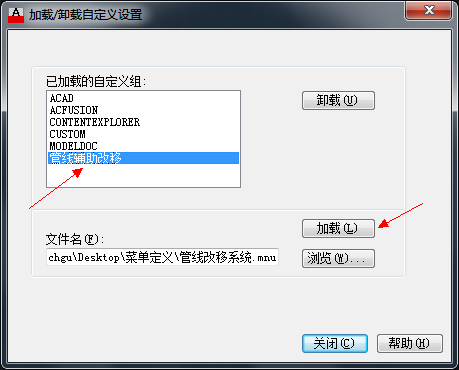 加载/卸载自定义设置
已加载的自定义组:
ACAD
ACFUSION
CONTENTEXPLORER
CUSTOM
MODELDOC
管线辅助改移
卸载(U)
加载(L)
文件名(F):
chgu\Desktop\菜单定义\管线改移系统.mnu
浏览(W)...
关闭(C)
帮助(H)